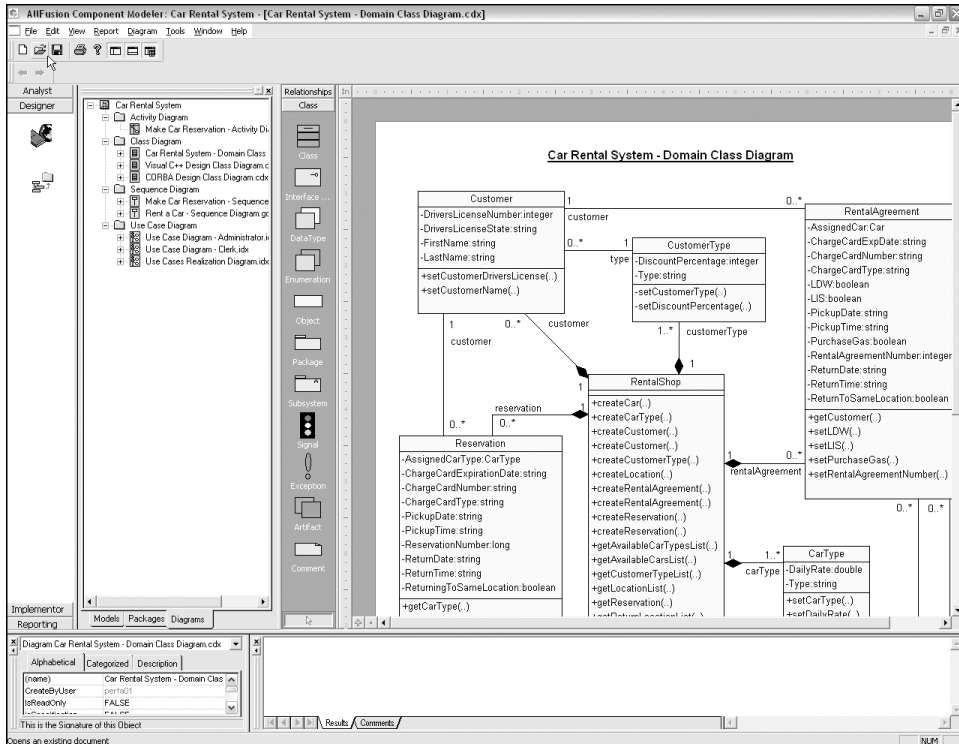 AllFusion Component Modeler: Car Rental System - [Car Rental System - Domain Class Diagram.cdx]
File Edit View Report Diagram Tools Window Help
Analyst
Designer
Implementor
Reporting
Car Rental System
Activity Diagram
Make Car Reservation - Activity Di
Class Diagram
Car Rental System - Domain Class
Visual C++ Design Class Diagram.c
CORBA Design Class Diagram.cdx
Sequence Diagram
Make Car Reservation - Sequence
Rent a Car - Sequence Diagram.gc
Use Case Diagram
Use Case Diagram - Administrator.i
Use Case Diagram - Clerk.idx
Use Cases Realization Diagram.idx
Models Packages Diagrams
Relationships
Class
Class
Interface ...
DataType
Enumeration
Object
Package
Subsystem
Signal
Exception
Artifact
Comment
In
Car Rental System - Domain Class Diagram
Customer
-DriversLicenseNumber:integer
-DriversLicenseState:string
-FirstName:string
-LastName:string
+setCustomerDriversLicense(..)
+setCustomerName(..)
1
customer
0..*
0..*
1
type
CustomerType
-DiscountPercentage:integer
-Type:string
-setCustomerType(..)
-setDiscountPercentage(..)
RentalAgreement
-AssignedCar:Car
-ChargeCardExpDate:string
-ChargeCardNumber:string
-ChargeCardType:string
-LDW:boolean
-LIS:boolean
-PickupDate:string
-PickupTime:string
-PurchaseGas:boolean
-RentalAgreementNumber:integer
-ReturnDate:string
-ReturnTime:string
-ReturnToSameLocation:boolean
+getCustomer(..)
+setLDW(..)
+setLIS(..)
+setPurchaseGas(..)
+setRentalAgreementNumber(..)
0..* 0..*
1
customer
0..*
customer
1
1..*
customerType
1
reservation
0..*
1
0..*
RentalShop
+createCar(..)
+createCarType(..)
+createCustomer(..)
+createCustomer(..)
+createCustomerType(..)
+createLocation(..)
+createRentalAgreement(..)
+createRentalAgreement(..)
+createReservation(..)
+createReservation(..)
+getAvailableCarTypesList(..)
+getAvailableCarsList(..)
+getCustomerTypeList(..)
+getLocationList(..)
+getReservation(..)
1
0..*
rentalAgreement
Reservation
-AssignedCarType:CarType
-ChargeCardExpirationDate:string
-ChargeCardNumber:string
-ChargeCardType:string
-PickupDate:string
-PickupTime:string
-ReservationNumber:long
-ReturnDate:string
-ReturnTime:string
-ReturningToSameLocation:boolean
+getCarType(..)
1
1..*
carType
CarType
-DailyRate:double
-Type:string
+setCarType(..)
+setDailyRate(..)
Diagram Car Rental System - Domain Class Diagram.cdx
Alphabetical Categorized Description
(name) Car Rental System - Domain Clas
CreateByUser perfa01
IsReadOnly FALSE
This is the Signature of this Object
Results Comments
Opens an existing document
NUM